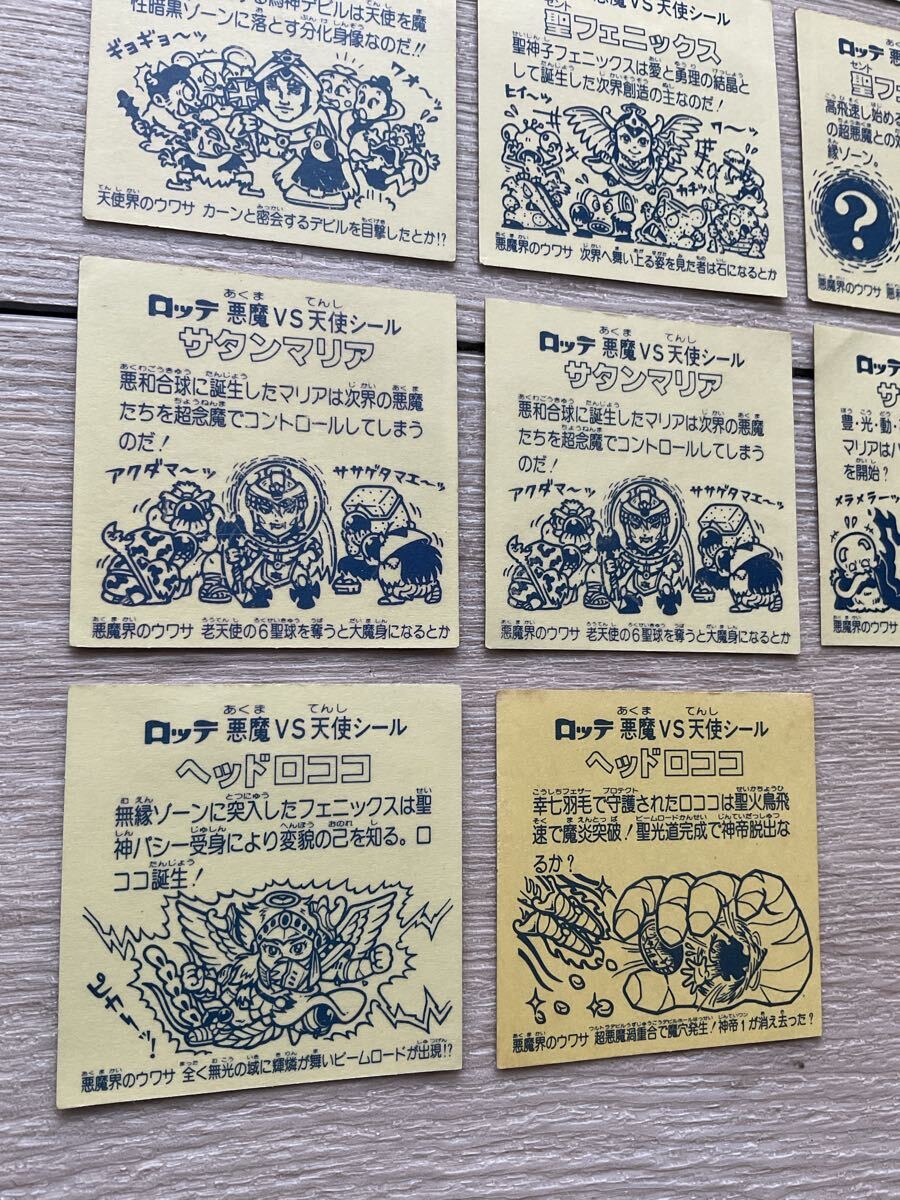 性暗黒ゾーンに落とす分化身像なのだ!!
ギョギョ〜ッ
ワオ〜ッ
天使界のウワサ カーンと密会するデビルを目撃したとか!?
悪魔VS天使シール
聖フェニックス
聖神子フェニックスは愛と勇理の結晶と
して誕生した次界創造の主なのだ!
ヒイ〜ッ
ワ〜ッ
カチッ
悪魔界のウワサ 次界へ舞い上る姿を見た者は石になるとか
ロッテ 悪
聖フェ
高飛速し始める
の超悪魔との対
縁ゾーン。
?
悪魔界のウワサ
ロッテ 悪魔VS天使シール
サタンマリア
悪和合球に誕生したマリアは次界の悪魔
たちを超念魔でコントロールしてしまう
のだ!
アクダマ〜ッ
ササゲタマエ〜ッ
悪魔界のウワサ 老天使の6聖球を奪うと大魔身になるとか
ロッテ 悪魔VS天使シール
サタンマリア
悪和合球に誕生したマリアは次界の悪魔
たちを超念魔でコントロールしてしまう
のだ!
アクダマ〜ッ
ササゲタマエ〜ッ
悪魔界のウワサ 老天使の6聖球を奪うと大魔身になるとか
ロッテ
サ
豊・光・動・
マリアはパ
を開始?
メラメラーッ
悪魔界のウワサ
ロッテ 悪魔VS天使シール
ヘッドロココ
無縁ゾーンに突入したフェニックスは聖
神パシー受身により変貌の己を知る。ロ
ココ誕生!
ピカーッ
悪魔界のウワサ 全く無光の域に輝燐が舞いビームロードが出現!?
ロッテ 悪魔VS天使シール
ヘッドロココ
幸七羽毛で守護されたロココは聖火鳥飛
速で魔炎突破!聖光道完成で神帝脱出な
るか?
悪魔界のウワサ 超悪魔渦重合で魔穴発生!神帝1が消え去った?